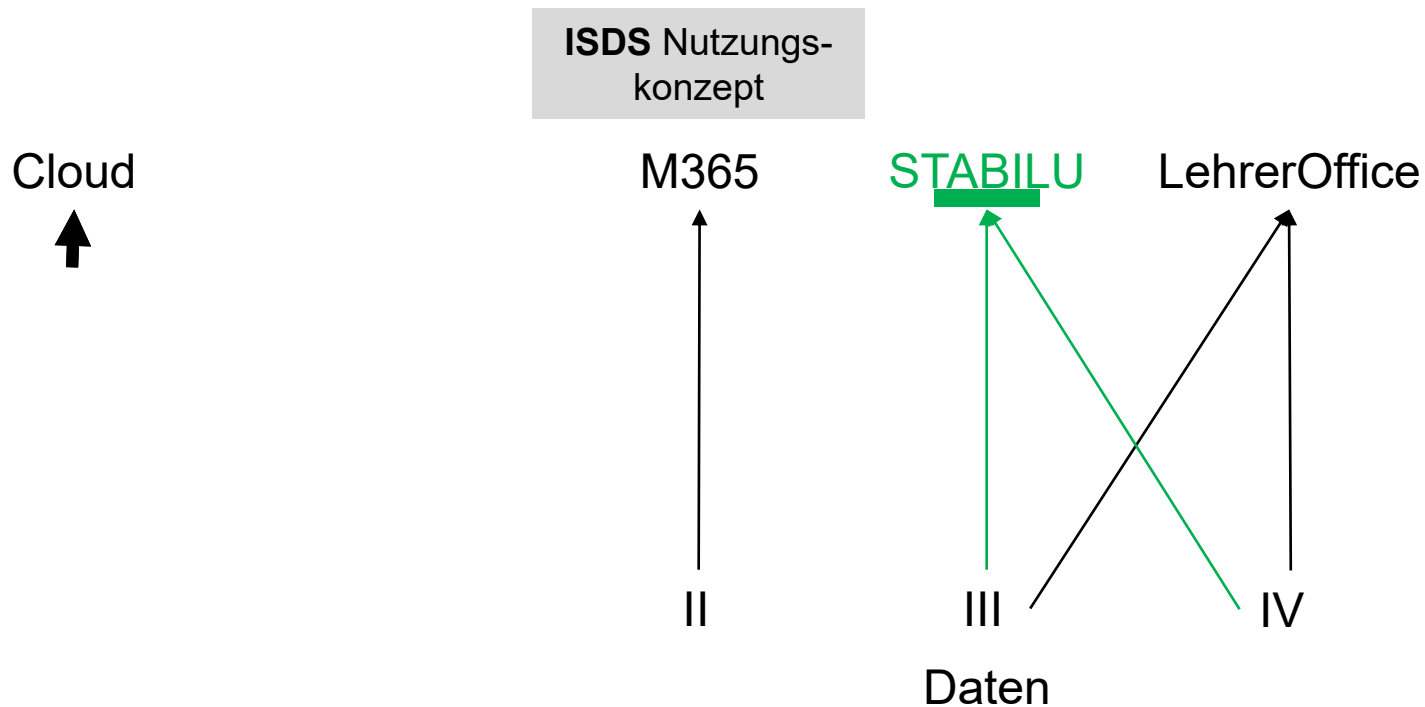 ISDS Nutzungs-
konzept
Cloud
M365
STABILU
LehrerOffice
II
III
IV
Daten